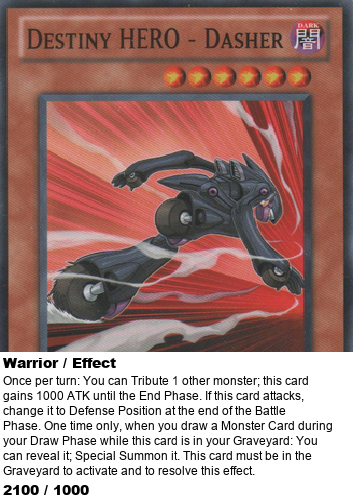 DESTINY HERO - DASHER
DARK
闇
Warrior / Effect
Once per turn: You can Tribute 1 other monster; this card
gains 1000 ATK until the End Phase. If this card attacks,
change it to Defense Position at the end of the Battle
Phase. One time only, when you draw a Monster Card during
your Draw Phase while this card is in your Graveyard: You
can reveal it; Special Summon it. This card must be in the
Graveyard to activate and to resolve this effect.
2100 / 1000